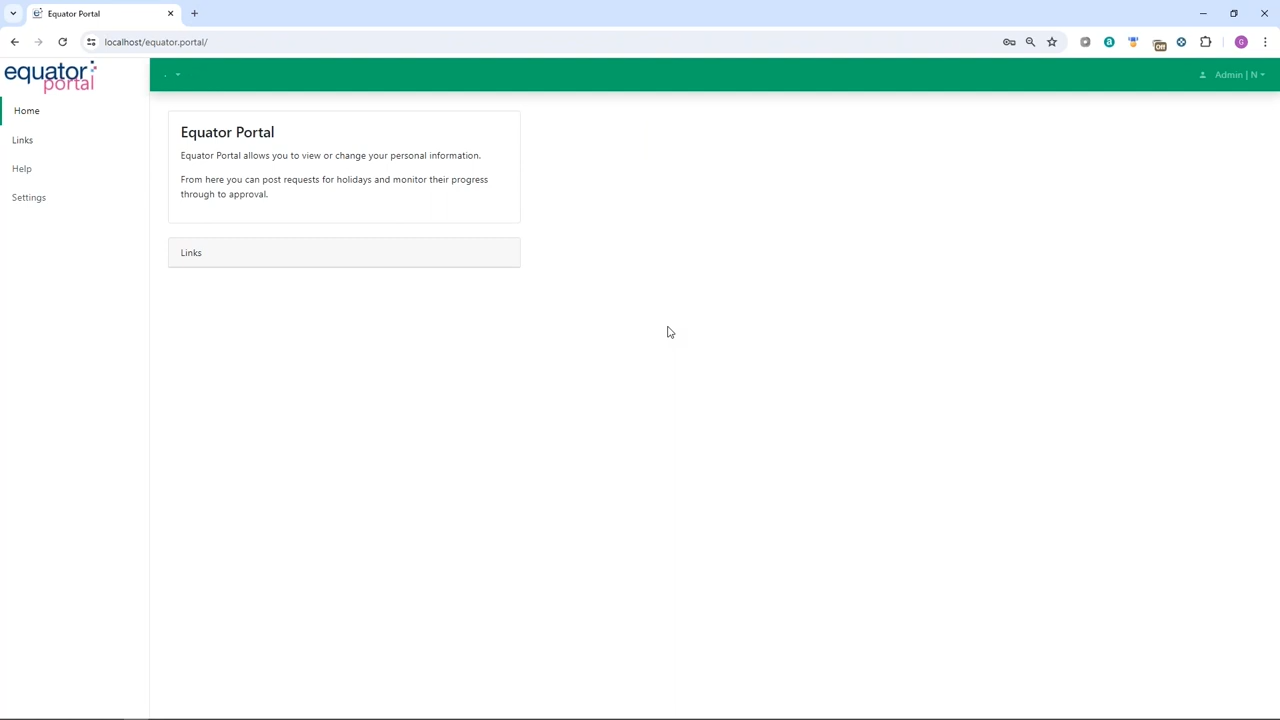 Equator Portal
localhost/equator.portal/
Off
G
equator
portal
Admin | N
Home
Links
Help
Settings
Equator Portal
Equator Portal allows you to view or change your personal information.
From here you can post requests for holidays and monitor their progress
through to approval.
Links